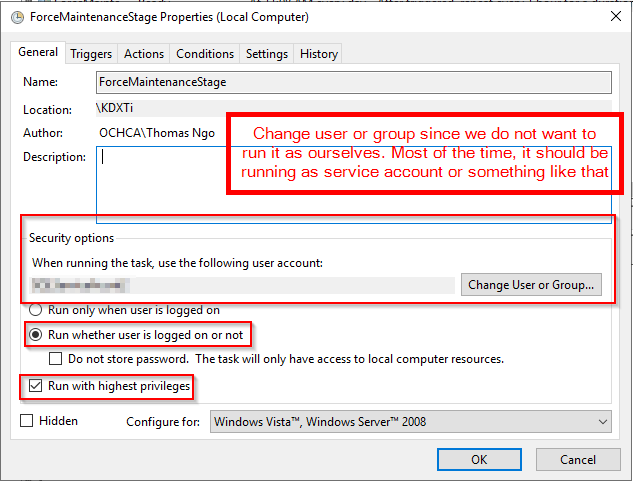 ForceMaintenanceStage Properties (Local Computer)
General Triggers Actions Conditions Settings History
Name: ForceMaintenanceStage
Location: \KDXTi
Author: OCHCA\Thomas Ngo
Description:
Change user or group since we do not want to
run it as ourselves. Most of the time, it should be
running as service account or something like that
Security options
When running the task, use the following user account:
Change User or Group...
Run only when user is logged on
Run whether user is logged on or not
Do not store password. The task will only have access to local computer resources.
Run with highest privileges
Hidden Configure for: Windows Vista™, Windows Server™ 2008
OK Cancel